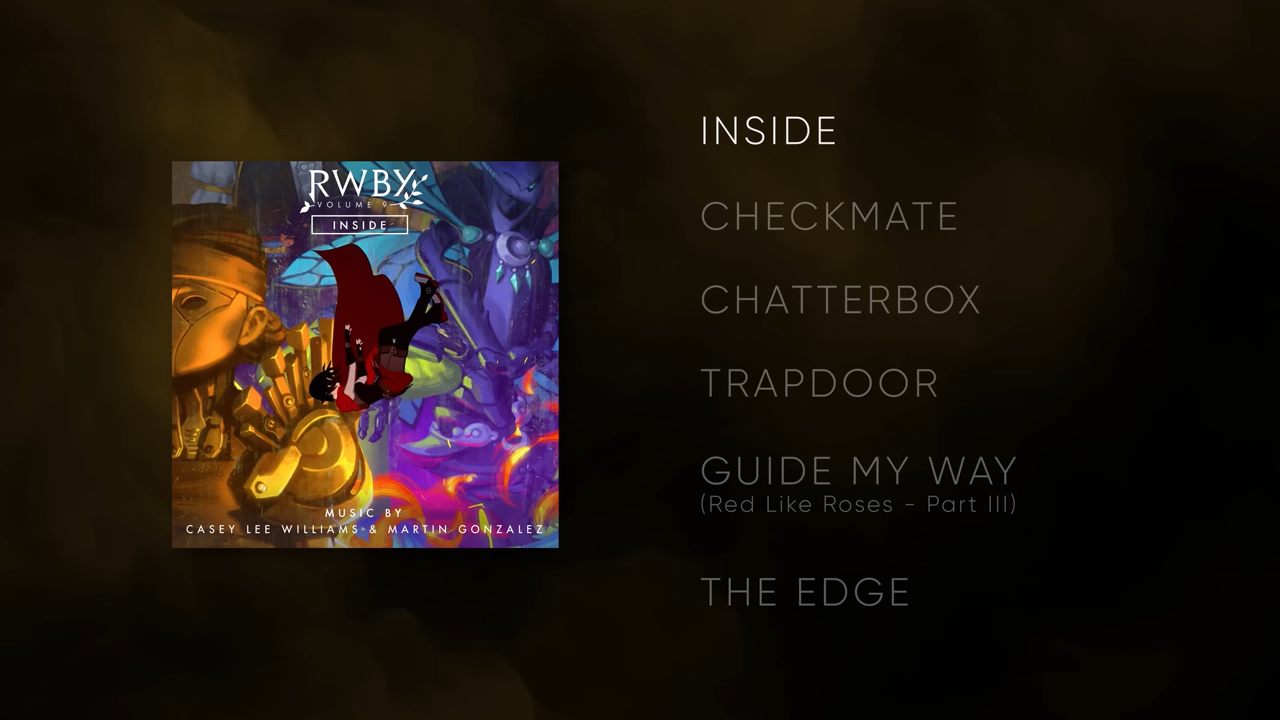 RWBY
VOLUME 9
INSIDE
MUSIC BY
CASEY LEE WILLIAMS & MARTIN GONZALEZ
INSIDE
CHECKMATE
CHATTERBOX
TRAPDOOR
GUIDE MY WAY
(Red Like Roses - Part III)
THE EDGE